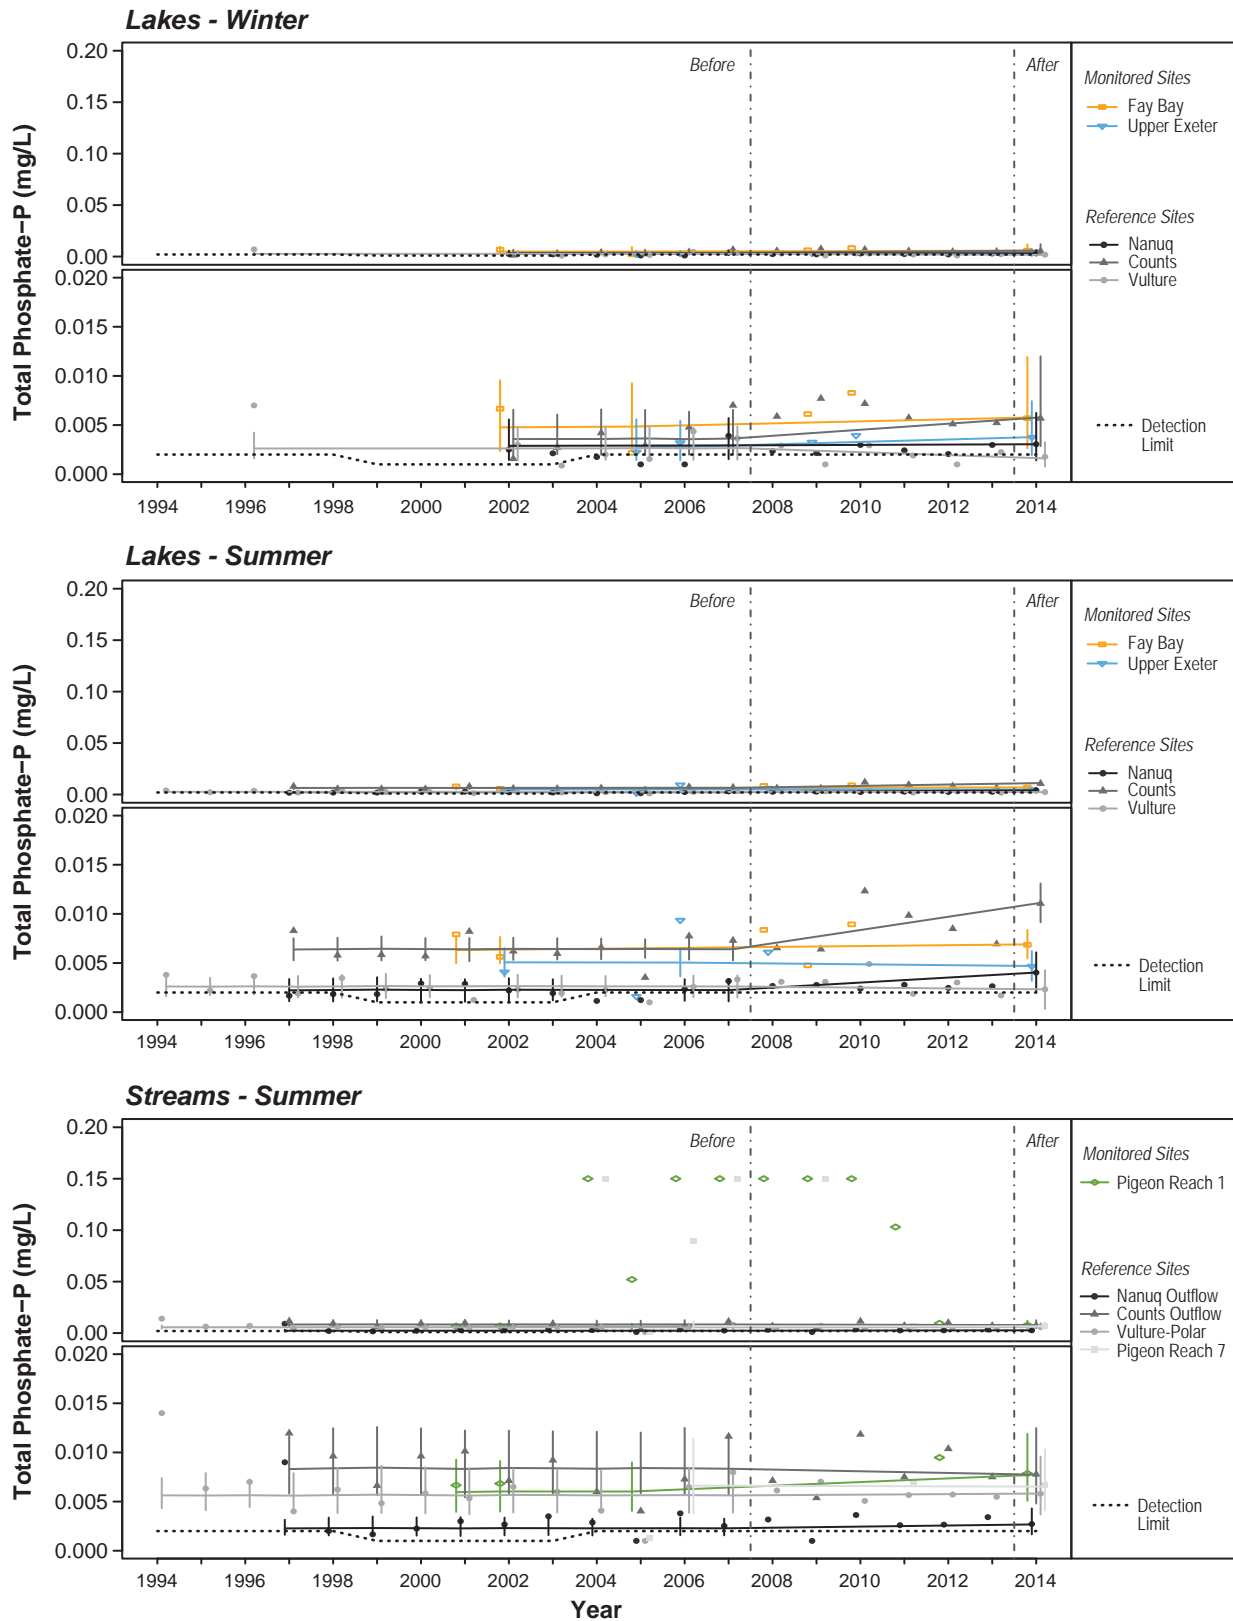 Lakes - Winter
Total Phosphate−P (mg/L)
0.20
0.15
0.10
0.05
0.00
Before
After
0.020
0.015
0.010
0.005
0.000
1994
1996
1998
2000
2002
2004
2006
2008
2010
2012
2014
Monitored Sites
Fay Bay
Upper Exeter
Reference Sites
Nanuq
Counts
Vulture
Detection
Limit
Lakes - Summer
Total Phosphate−P (mg/L)
0.20
0.15
0.10
0.05
0.00
Before
After
0.020
0.015
0.010
0.005
0.000
1994
1996
1998
2000
2002
2004
2006
2008
2010
2012
2014
Monitored Sites
Fay Bay
Upper Exeter
Reference Sites
Nanuq
Counts
Vulture
Detection
Limit
Streams - Summer
Total Phosphate−P (mg/L)
0.20
0.15
0.10
0.05
0.00
Before
After
0.020
0.015
0.010
0.005
0.000
1994
1996
1998
2000
2002
2004
2006
2008
2010
2012
2014
Year
Monitored Sites
Pigeon Reach 1
Reference Sites
Nanuq Outflow
Counts Outflow
Vulture-Polar
Pigeon Reach 7
Detection
Limit